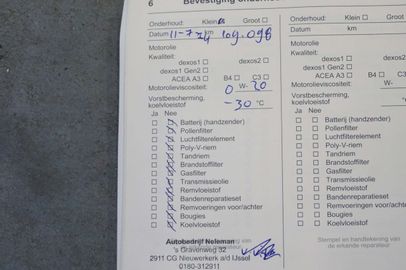 6 Bevestiging onderhoud
Onderhoud: Klein Groot
Datum 11-7-24 km 109.098
Motorolie
Kwaliteit:
dexos1 dexos2
dexos1 Gen2
ACEA A3 B4 C3
Motorolieviscositeit: 0 W- 20
Vorstbescherming,
koelvloeistof -30 °C
Ja Nee
Batterij (handzender)
Pollenfilter
Luchtfilterelement
Poly-V-riem
Tandriem
Brandstoffilter
Gasfilter
Transmissieolie
Remvloeistof
Bandenreparatieset
Remvoeringen voor/achter
Bougies
Koelvloeistof
Autobedrijf Neleman
's Gravenweg 32
2911 CG Nieuwerkerk a/d IJssel
0180-312911
Onderhoud: Klein Groot
Datum km
Motorolie
Kwaliteit:
dexos1 dexos2
dexos1 Gen2
ACEA A3 B4 C3
Motorolieviscositeit: W-
Vorstbescherming,
koelvloeistof
Ja Nee
Batterij (handzender)
Pollenfilter
Luchtfilterelement
Poly-V-riem
Tandriem
Brandstoffilter
Gasfilter
Transmissieolie
Remvloeistof
Bandenreparatieset
Remvoeringen voor/achter
Bougies
Koelvloeistof
Stempel en handtekening van
de erkende reparateur